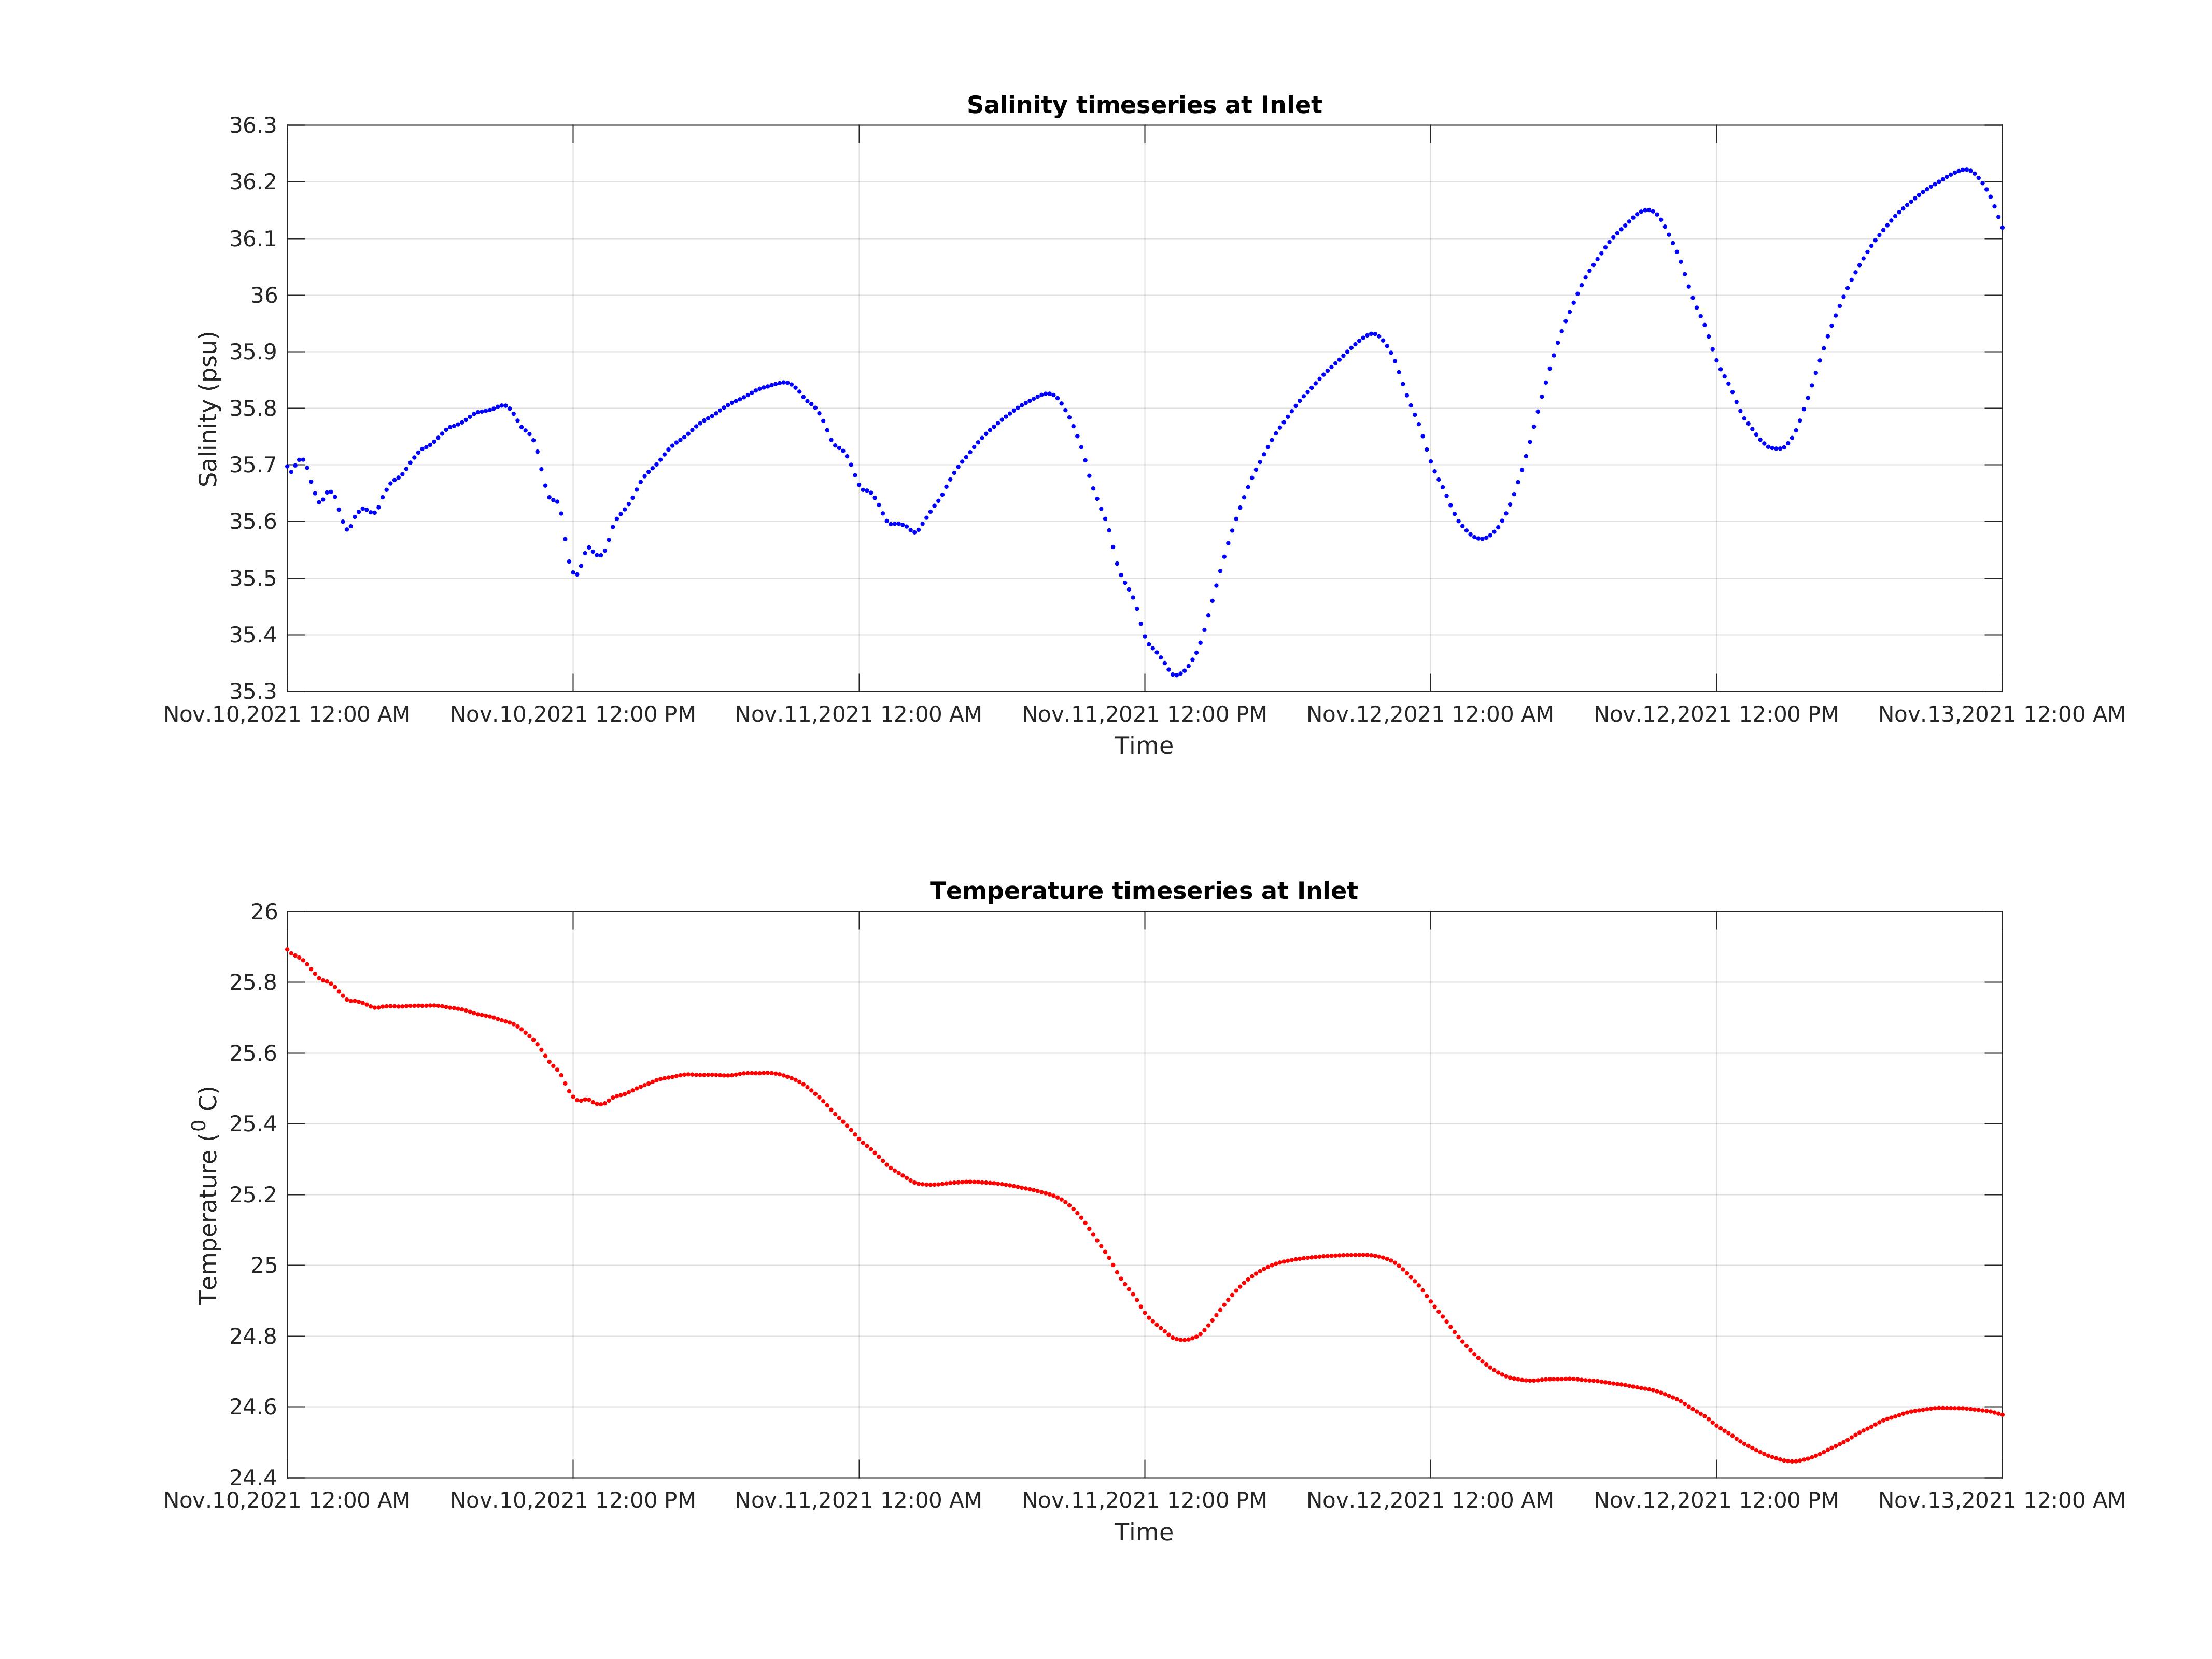 Salinity timeseries at Inlet
36.3
36.2
36.1
36
35.9
35.8
35.7
35.6
35.5
35.4
35.3
Salinity (psu)
Nov.10,2021 12:00 AM Nov.10,2021 12:00 PM Nov.11,2021 12:00 AM Nov.11,2021 12:00 PM Nov.12,2021 12:00 AM Nov.12,2021 12:00 PM Nov.13,2021 12:00 AM
Time
Temperature timeseries at Inlet
26
25.8
25.6
25.4
25.2
25
24.8
24.6
24.4
Temperature (⁰ C)
Nov.10,2021 12:00 AM Nov.10,2021 12:00 PM Nov.11,2021 12:00 AM Nov.11,2021 12:00 PM Nov.12,2021 12:00 AM Nov.12,2021 12:00 PM Nov.13,2021 12:00 AM
Time